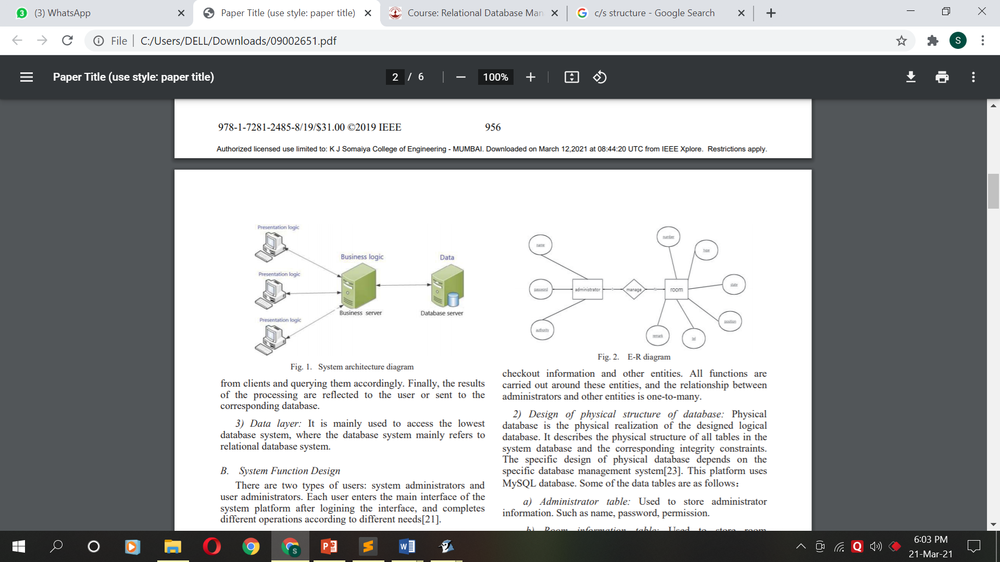 (3) WhatsApp
Paper Title (use style: paper title)
Course: Relational Database Man
c/s structure - Google Search
File
C:/Users/DELL/Downloads/09002651.pdf
S
Paper Title (use style: paper title)
2 / 6
100%
978-1-7281-2485-8/19/$31.00 ©2019 IEEE
956
Authorized licensed use limited to: K J Somaiya College of Engineering - MUMBAI. Downloaded on March 12,2021 at 08:44:20 UTC from IEEE Xplore. Restrictions apply.
Presentation logic
Presentation logic
Presentation logic
Business logic
Business server
Data
Database server
Fig. 1. System architecture diagram
from clients and querying them accordingly. Finally, the results
of the processing are reflected to the user or sent to the
corresponding database.
3) Data layer: It is mainly used to access the lowest
database system, where the database system mainly refers to
relational database system.
B. System Function Design
There are two types of users: system administrators and
user administrators. Each user enters the main interface of the
system platform after logining the interface, and completes
different operations according to different needs[21].
name
password
authority
administrator
manage
room
number
type
state
position
tel
remark
Fig. 2. E-R diagram
checkout information and other entities. All functions are
carried out around these entities, and the relationship between
administrators and other entities is one-to-many.
2) Design of physical structure of database: Physical
database is the physical realization of the designed logical
database. It describes the physical structure of all tables in the
system database and the corresponding integrity constraints.
The specific design of physical database depends on the
specific database management system[23]. This platform uses
MySQL database. Some of the data tables are as follows:
a) Administrator table: Used to store administrator
information. Such as name, password, permission.
b) Room information table: Used to store room
6:03 PM
21-Mar-21